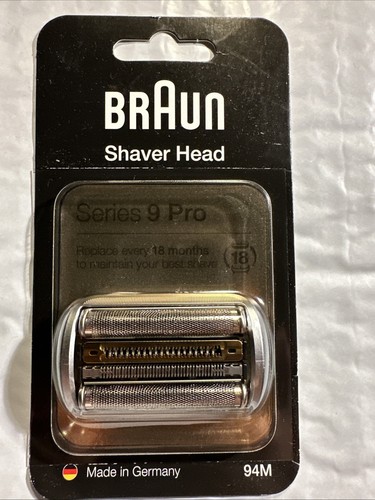 BRAUN
Shaver Head
Series 9 Pro
Replace every 18 months
to maintain your best shave
18
Made in Germany
94M